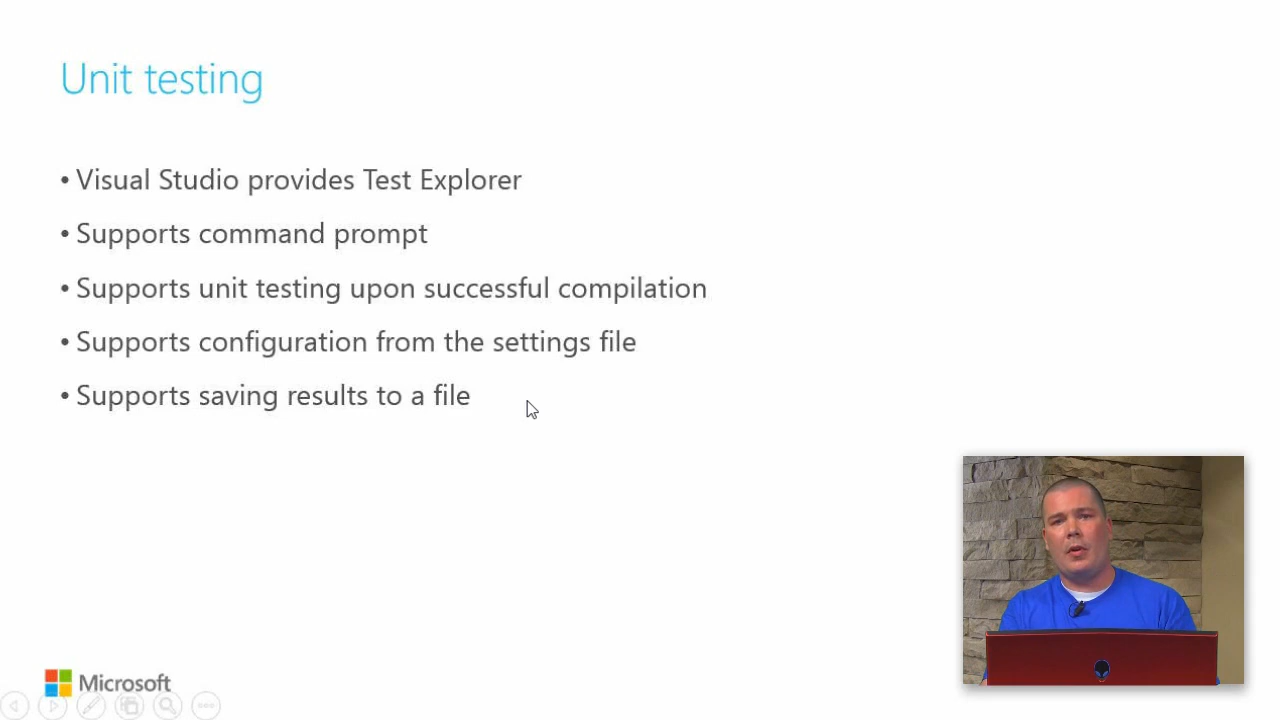 Unit testing
• Visual Studio provides Test Explorer
• Supports command prompt
• Supports unit testing upon successful compilation
• Supports configuration from the settings file
• Supports saving results to a file
Microsoft